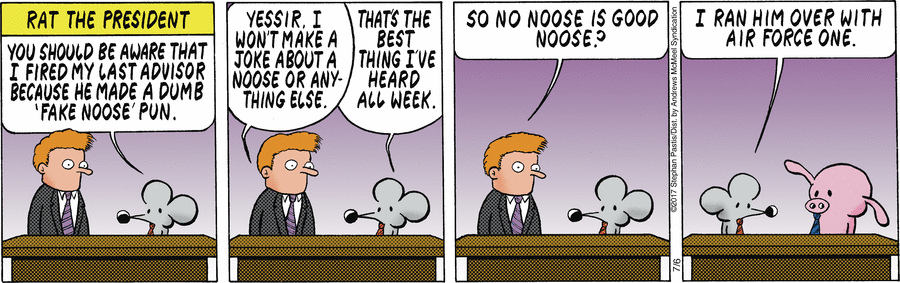 RAT THE PRESIDENT
YOU SHOULD BE AWARE THAT
I FIRED MY LAST ADVISOR
BECAUSE HE MADE A DUMB
'FAKE NOOSE' PUN.
YESSIR. I
WON'T MAKE A
JOKE ABOUT A
NOOSE OR ANY-
THING ELSE.
THAT'S THE
BEST
THING I'VE
HEARD
ALL WEEK.
SO NO NOOSE IS GOOD
NOOSE?
©2017 Stephan Pastis/Dist. by Andrews McMeel Syndication
7/6
I RAN HIM OVER WITH
AIR FORCE ONE.